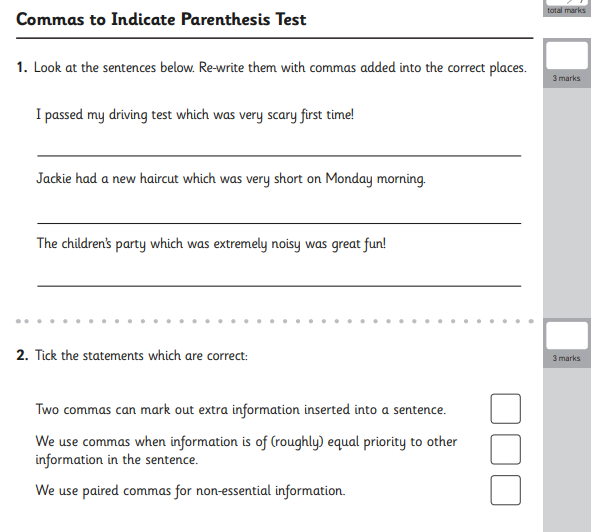 Commas to Indicate Parenthesis Test
total marks
1. Look at the sentences below. Re-write them with commas added into the correct places.
3 marks
I passed my driving test which was very scary first time!
Jackie had a new haircut which was very short on Monday morning.
The children's party which was extremely noisy was great fun!
2. Tick the statements which are correct:
3 marks
Two commas can mark out extra information inserted into a sentence.
We use commas when information is of (roughly) equal priority to other
information in the sentence.
We use paired commas for non-essential information.